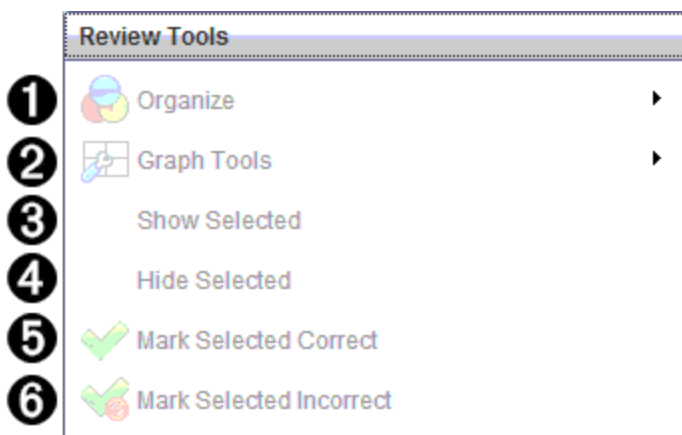 Review Tools
1 Organize
2 Graph Tools
3 Show Selected
4 Hide Selected
5 Mark Selected Correct
6 Mark Selected Incorrect